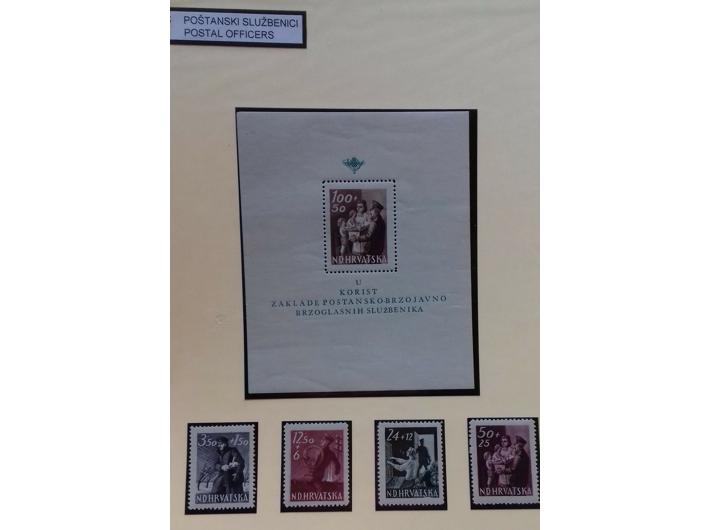 POŠTANSKI SLUŽBENICI
POSTAL OFFICERS
100+
50
N.D.HRVATSKA
U
KORIST
ZAKLADE POSTANSKO-BRZOJAVNO
BRZOGLASNIH SLUŽBENIKA
3.50+1.50
N.D.HRVATSKA
12.50
+6
N.D.HRVATSKA
24+12
N.D.HRVATSKA
50+
25
N.D.HRVATSKA